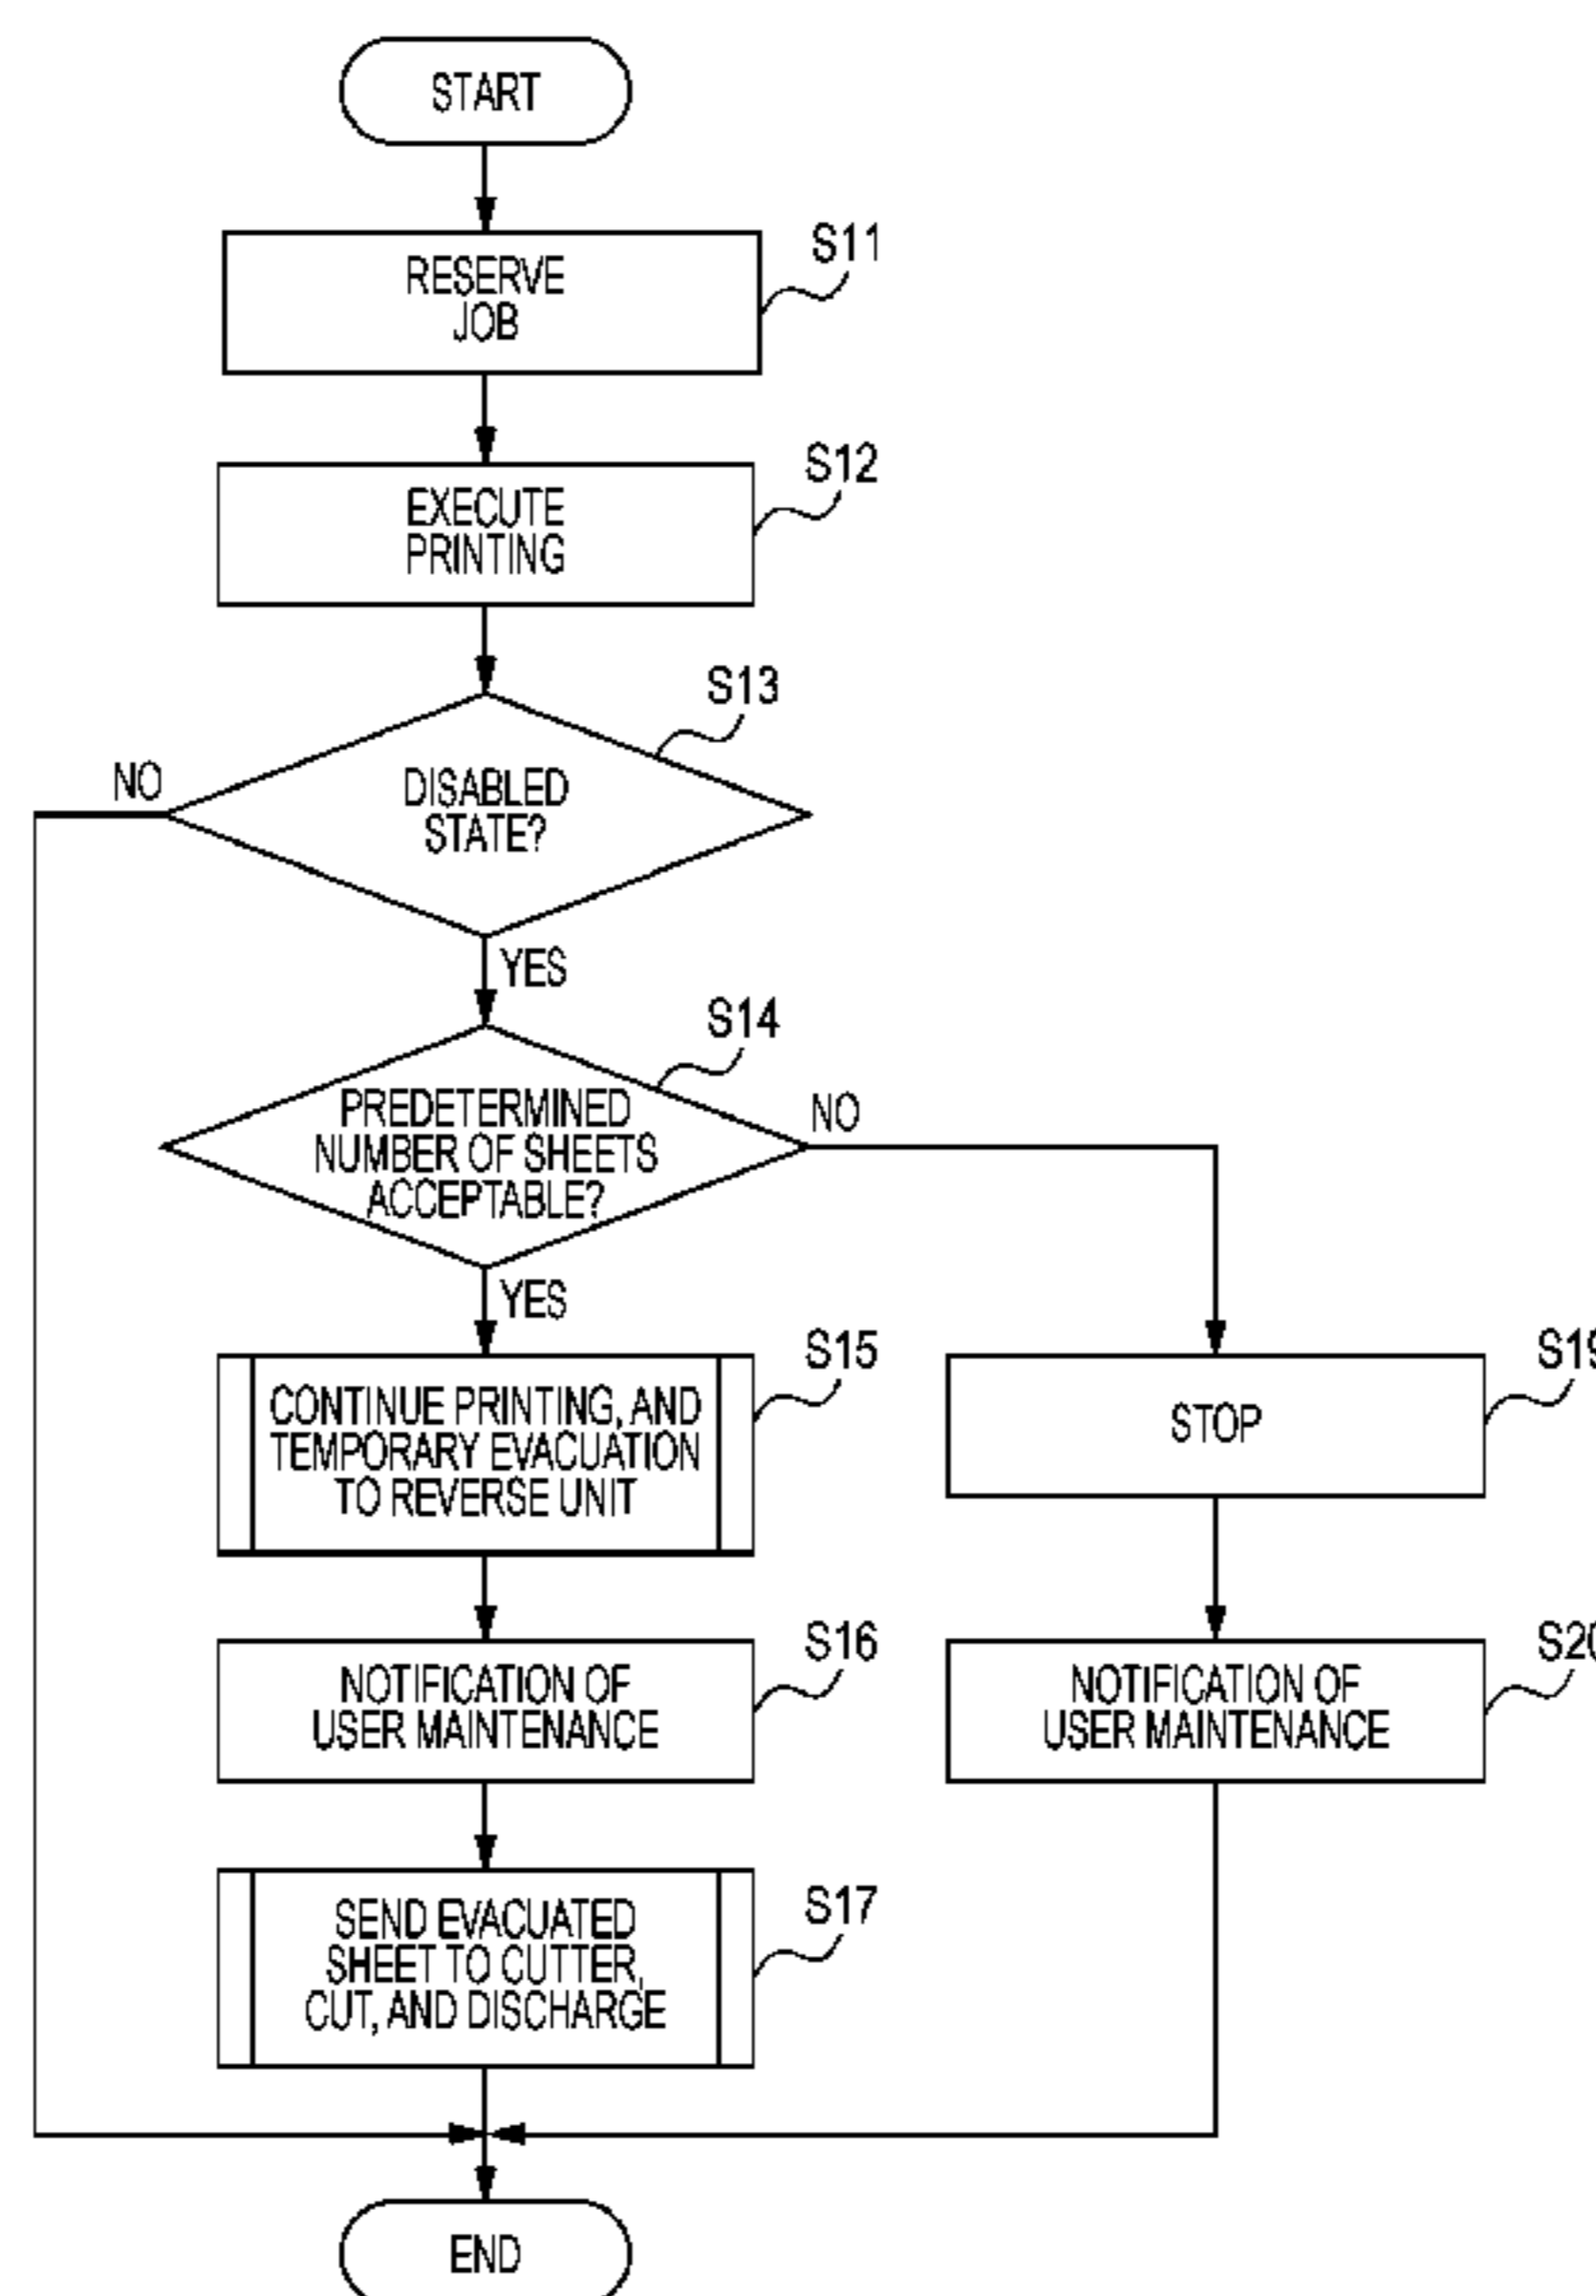 START
S11
RESERVE
JOB
S12
EXECUTE
PRINTING
S13
NO
DISABLED
STATE?
YES
S14
PREDETERMINED
NUMBER OF SHEETS
ACCEPTABLE?
NO
YES
S15
CONTINUE PRINTING, AND
TEMPORARY EVACUATION
TO REVERSE UNIT
S19
STOP
S16
NOTIFICATION OF
USER MAINTENANCE
S20
NOTIFICATION OF
USER MAINTENANCE
S17
SEND EVACUATED
SHEET TO CUTTER,
CUT, AND DISCHARGE
END